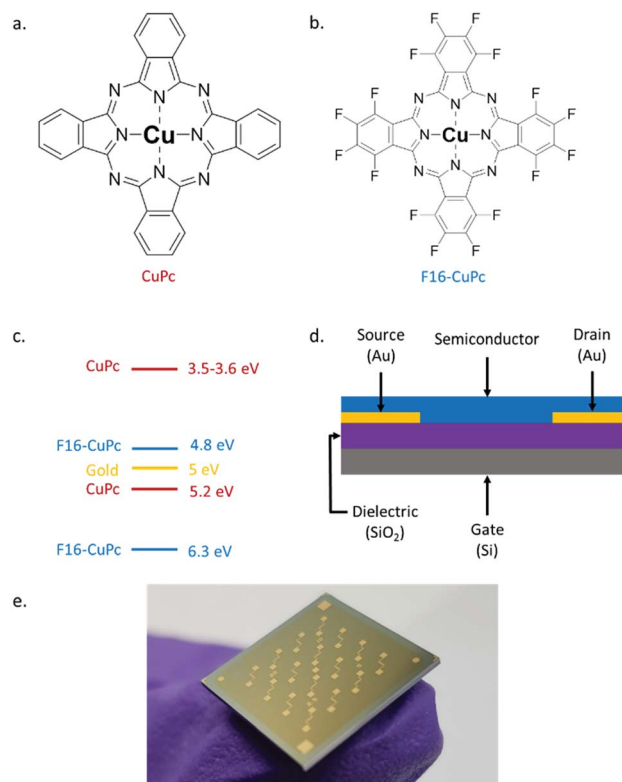 a.
N N
N
N Cu N
N
N N
CuPc
b.
F F
F F
N N
F N F
F F
N Cu N
F F
F N F
N N
F F
F F
F16-CuPc
c.
CuPc 3.5-3.6 eV
F16-CuPc 4.8 eV
Gold 5 eV
CuPc 5.2 eV
F16-CuPc 6.3 eV
d.
Source
(Au)
Semiconductor
Drain
(Au)
Dielectric
(SiO₂)
Gate
(Si)
e.